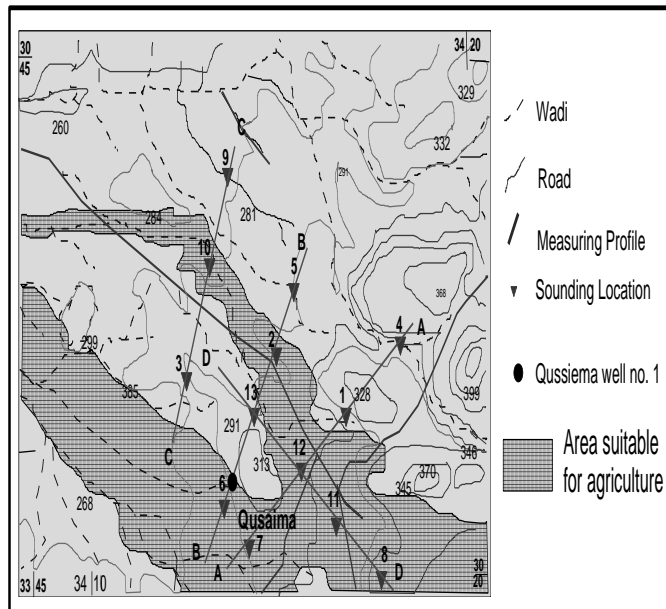 30
45
34 20
329
260
332
C
9
291
281
284
B
10
5
368
4 A
299
2
D
3
399
385
13
1
328
291
C
12
348
313
370
345
6
11
268
Qusaima
7
B
A
8
D
30
20
33 45
34 10
Wadi
Road
Measuring Profile
Sounding Location
Qussiema well no. 1
Area suitable
for agriculture